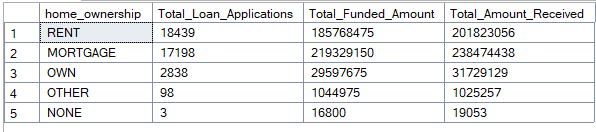 home_ownership Total_Loan_Applications Total_Funded_Amount Total_Amount_Received
1 RENT 18439 185768475 201823056
2 MORTGAGE 17198 219329150 238474438
3 OWN 2838 29597675 31729129
4 OTHER 98 1044975 1025257
5 NONE 3 16800 19053